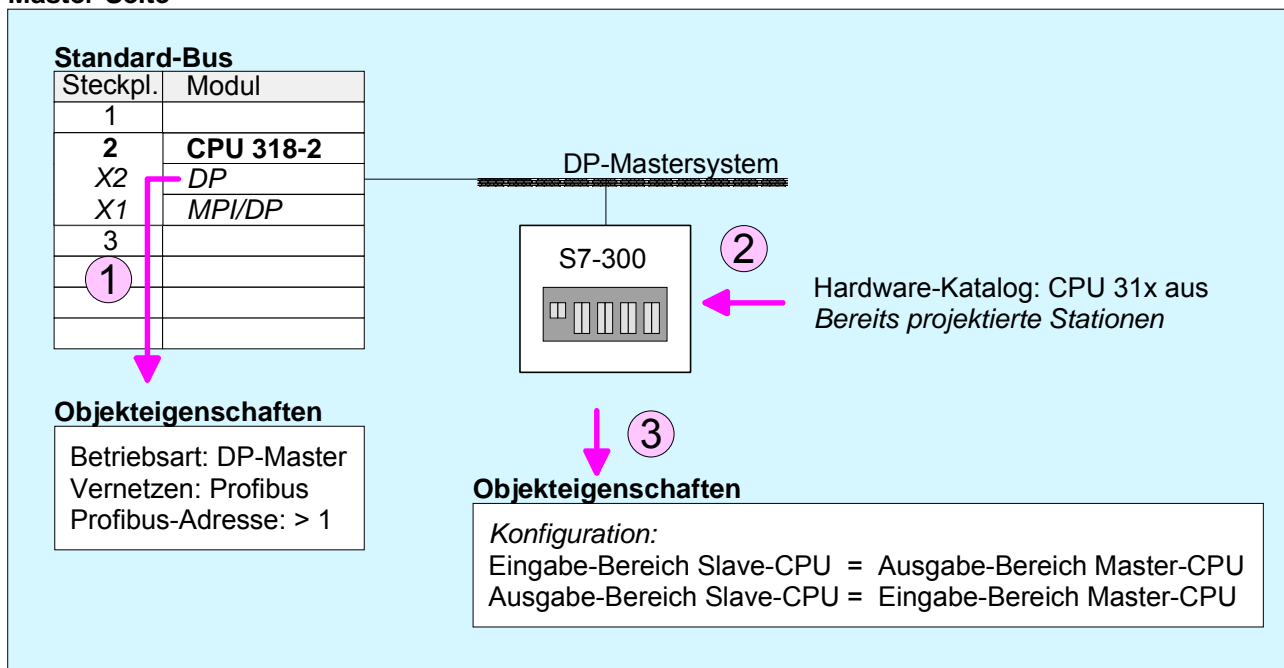 Master-Seite
Standard-Bus
Steckpl. Modul
1
2 CPU 318-2
X2 DP
X1 MPI/DP
3
1
DP-Mastersystem
S7-300
2
Hardware-Katalog: CPU 31x aus
Bereits projektierte Stationen
Objekteigenschaften
Betriebsart: DP-Master
Vernetzen: Profibus
Profibus-Adresse: > 1
3
Objekteigenschaften
Konfiguration:
Eingabe-Bereich Slave-CPU = Ausgabe-Bereich Master-CPU
Ausgabe-Bereich Slave-CPU = Eingabe-Bereich Master-CPU